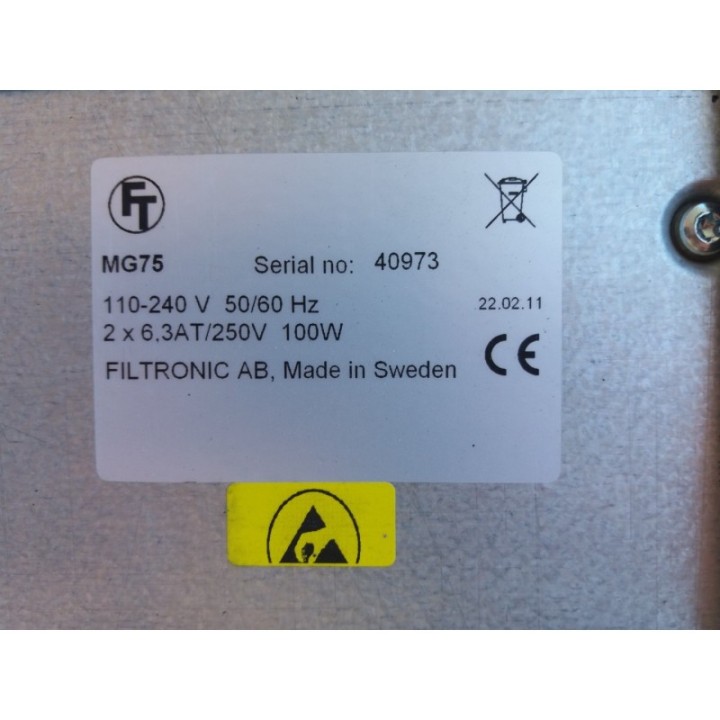 FT
MG75 Serial no: 40973
110-240 V 50/60 Hz 22.02.11
2 x 6,3AT/250V 100W
CE
FILTRONIC AB, Made in Sweden